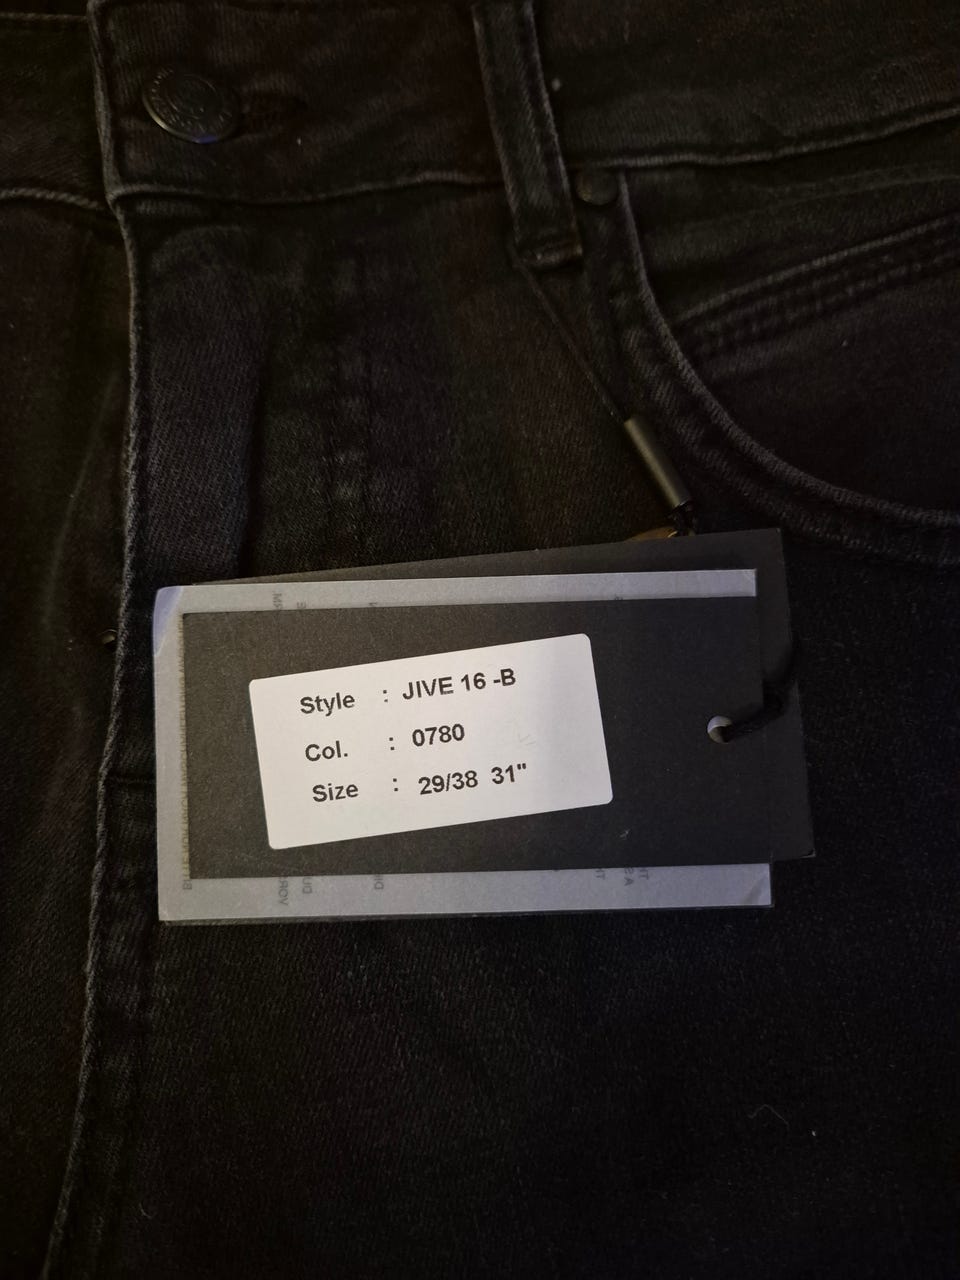 Style : JIVE 16 -B
Col. : 0780
Size : 29/38 31"